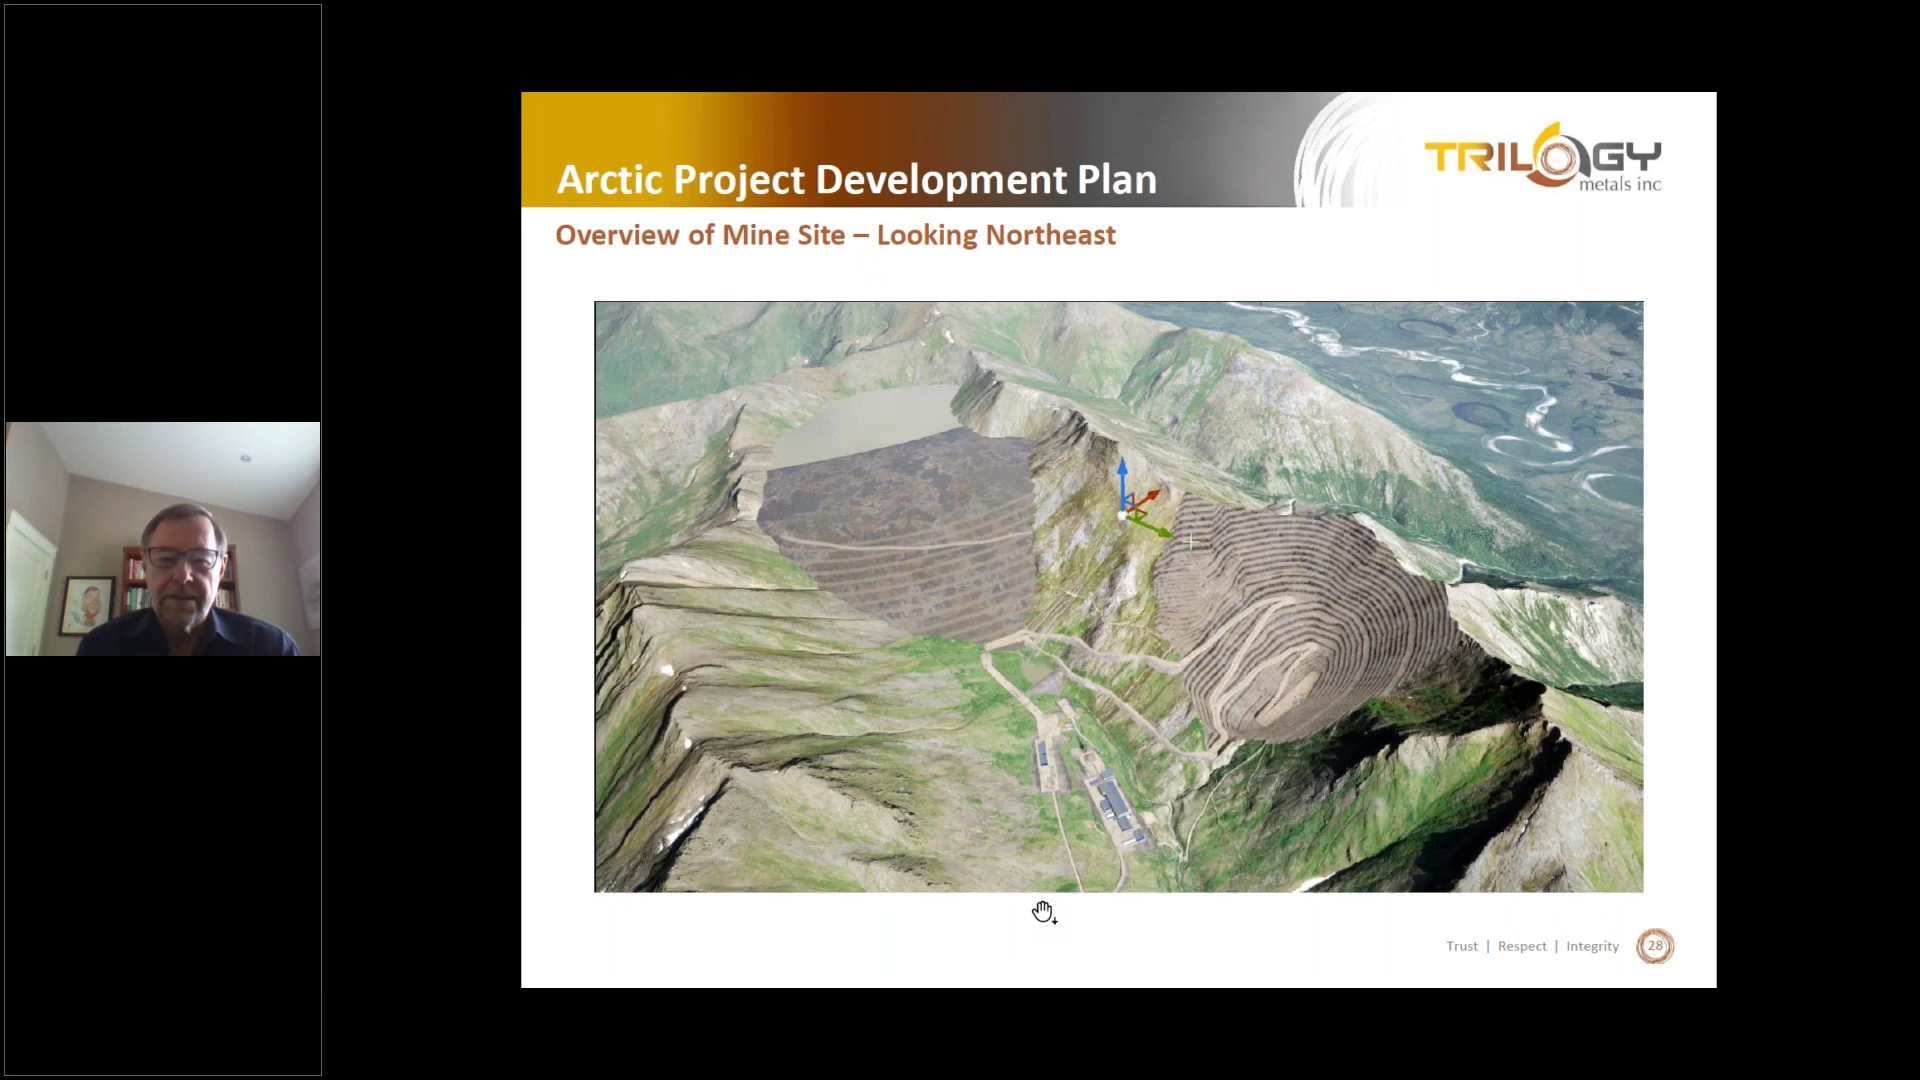 Arctic Project Development Plan
TRILOGY
metals inc
Overview of Mine Site – Looking Northeast
Trust | Respect | Integrity
28